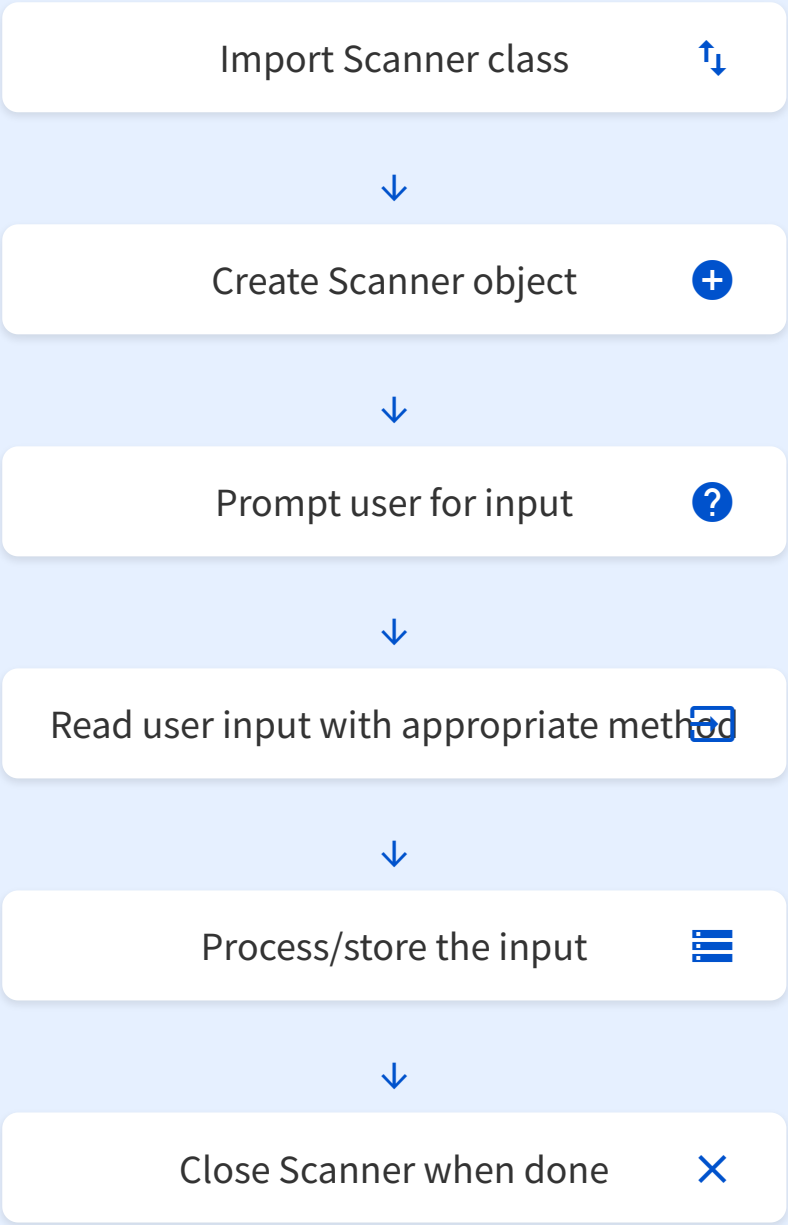 Import Scanner class
Create Scanner object
Prompt user for input
Read user input with appropriate method
Process/store the input
Close Scanner when done